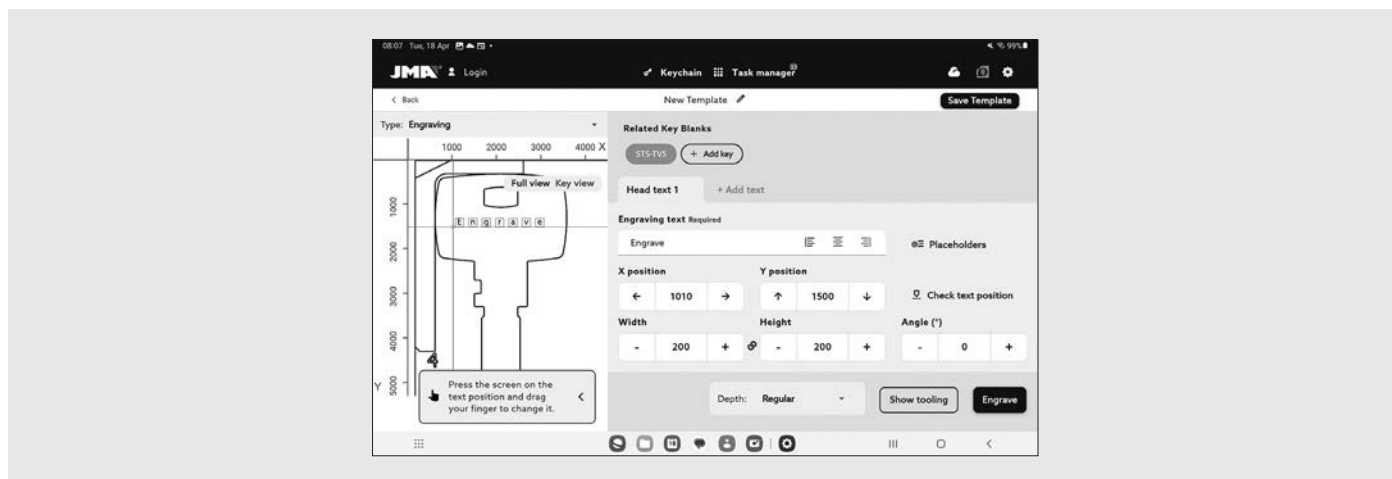 08:07 Tue, 18 Apr
99%
JMA Login Keychain Task manager
< Back New Template Save Template
Type: Engraving
1000 2000 3000 4000 X
Full view Key view
1000
2000
3000
4000
5000
Y
Engrave
4
Press the screen on the
text position and drag
your finger to change it.
Related Key Blanks
STS-TV5 + Add key
Head text 1 + Add text
Engraving text Required
Engrave Placeholders
X position Y position
1010 1500 Check text position
Width Height Angle (°)
- 200 + - 200 + - 0 +
Depth: Regular Show tooling Engrave